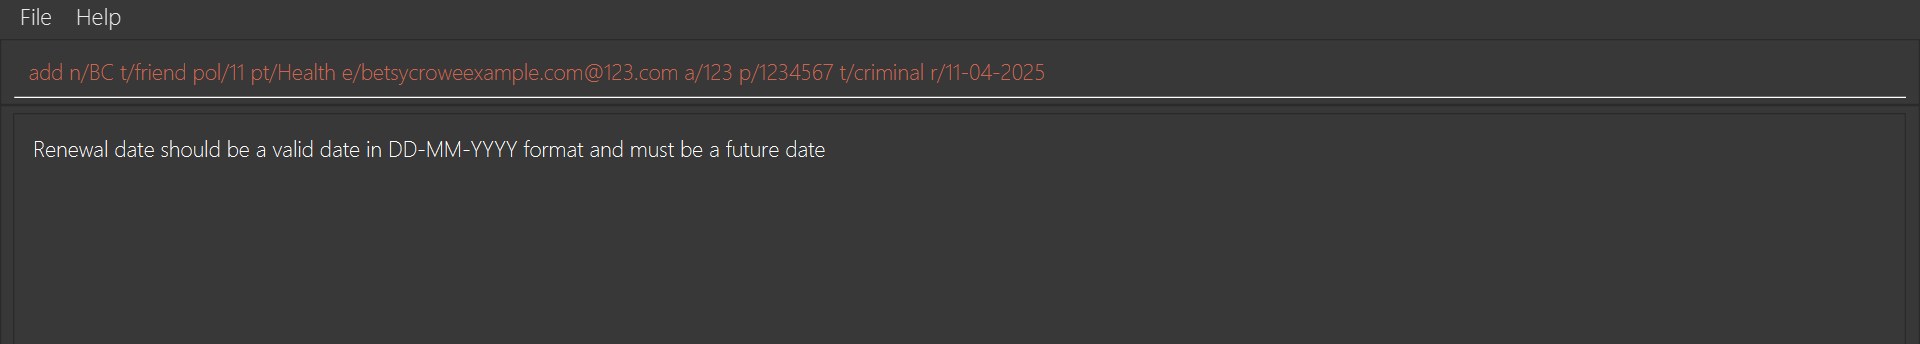 File Help
add n/BC t/friend pol/11 pt/Health e/betsycroweexample.com@123.com a/123 p/1234567 t/criminal r/11-04-2025
Renewal date should be a valid date in DD-MM-YYYY format and must be a future date